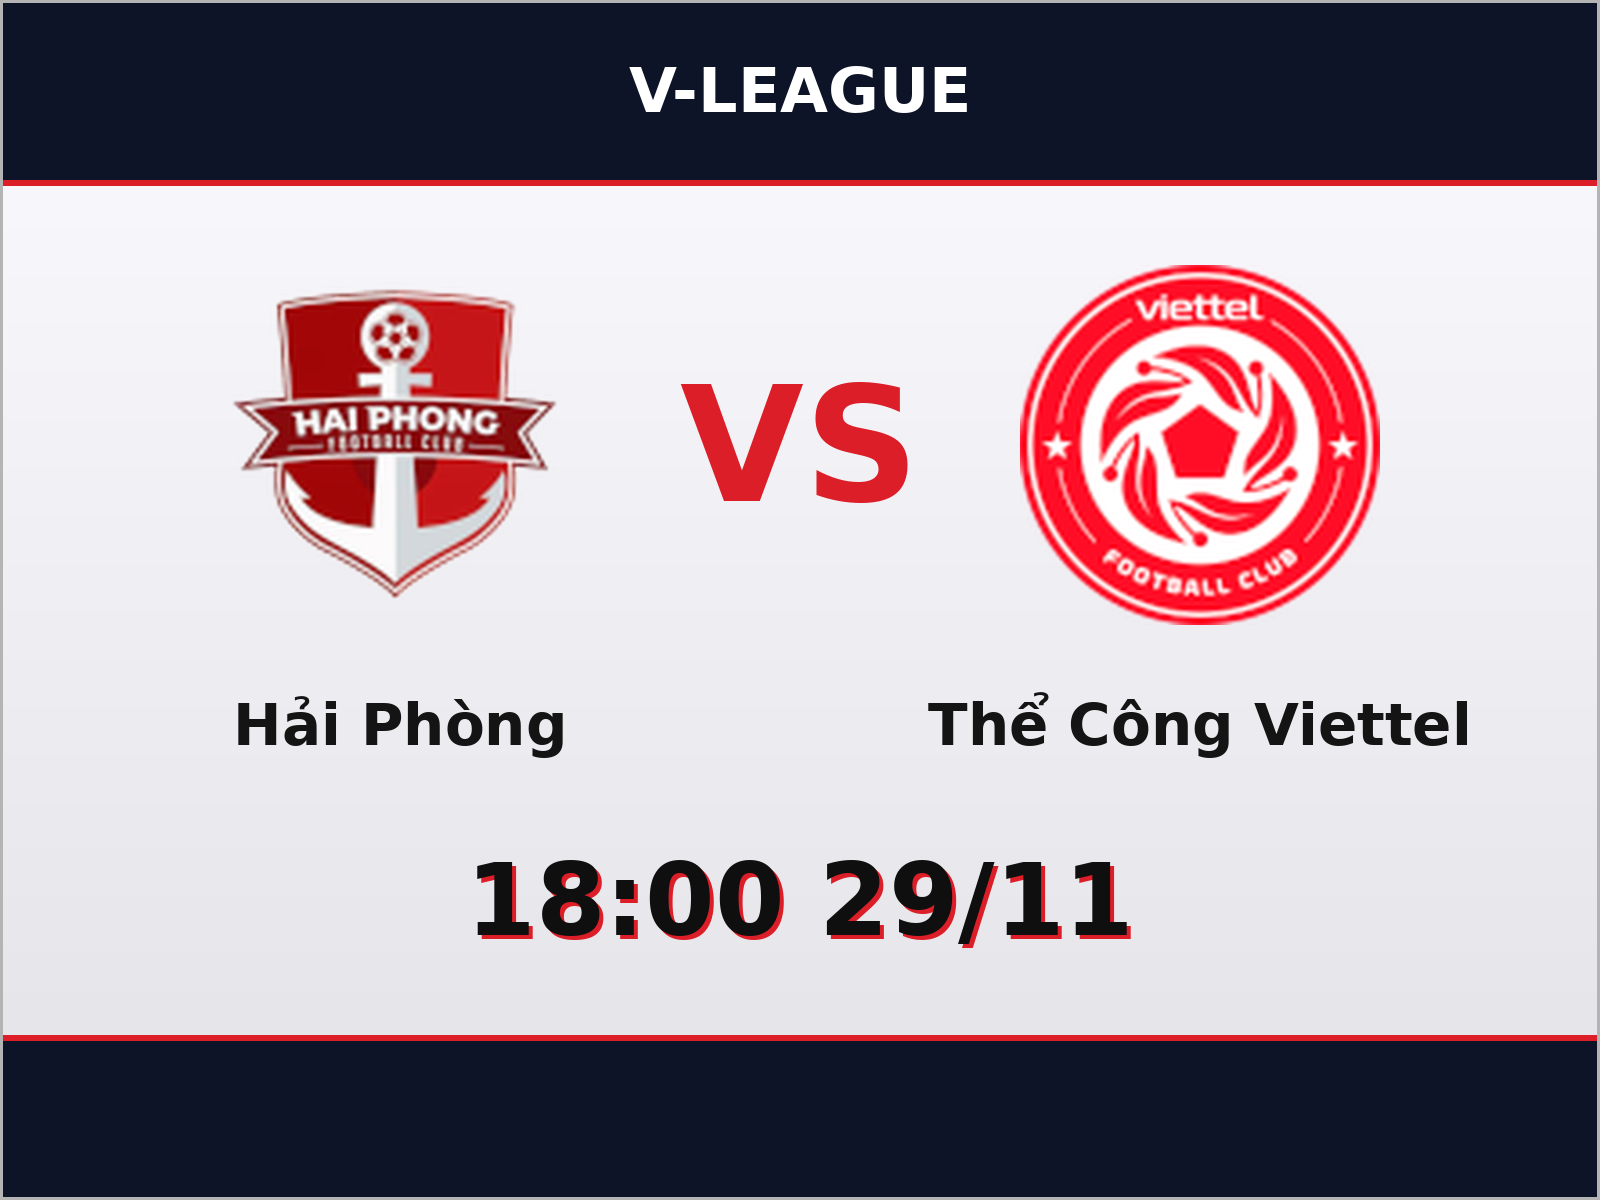 V-LEAGUE
viettel
HAI PHONG
FOOTBALL CLUB
VS
FOOTBALL CLUB
Hải Phòng
Thể Công Viettel
18:00 29/11